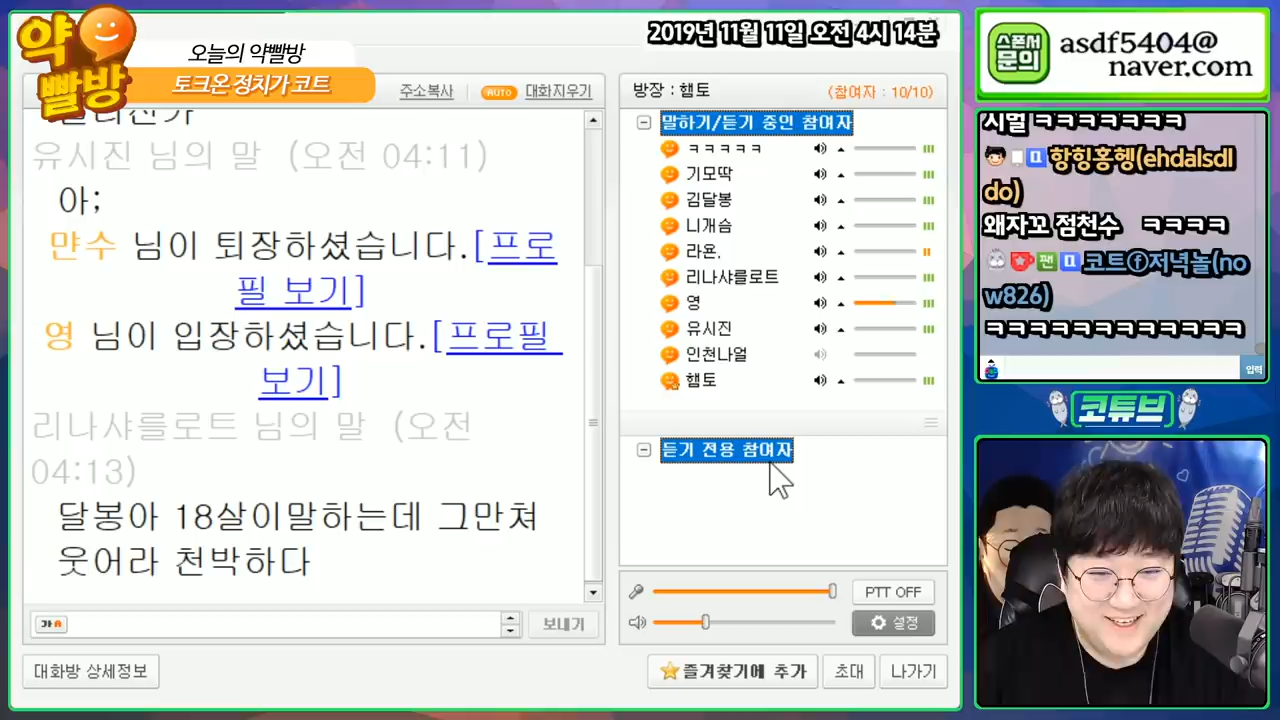 약빨방
오늘의 약빨방
토크온 정치가 코트
2019년 11월 11일 오전 4시 14분
스폰서 문의
asdf5404@
naver.com
주소복사
AUTO 대화지우기
유시진 님의 말 (오전 04:11)
아;
먄수 님이 퇴장하셨습니다.[프로
필 보기]
영 님이 입장하셨습니다.[프로필
보기]
리나샤를로트 님의 말 (오전
04:13)
달봉아 18살이말하는데 그만쳐
웃어라 천박하다
가A
보내기
대화방 상세정보
방장 : 햄토
(참여자 : 10/10)
말하기/듣기 중인 참여자
ㅋㅋㅋㅋㅋ
기모딱
김달봉
니개슴
라욘.
리나샤를로트
영
유시진
인천나얼
햄토
듣기 전용 참여자
PTT OFF
설정
즐겨찾기에 추가
초대
나가기
시벌 ㅋㅋㅋㅋㅋㅋㅋ
항힝홍헹(ehdalsdl
do)
왜자꼬 점천수 ㅋㅋㅋㅋ
팬 코트ⓕ저녁놀(no
w826)
ㅋㅋㅋㅋㅋㅋㅋㅋㅋㅋㅋㅋ
입력
코튜브